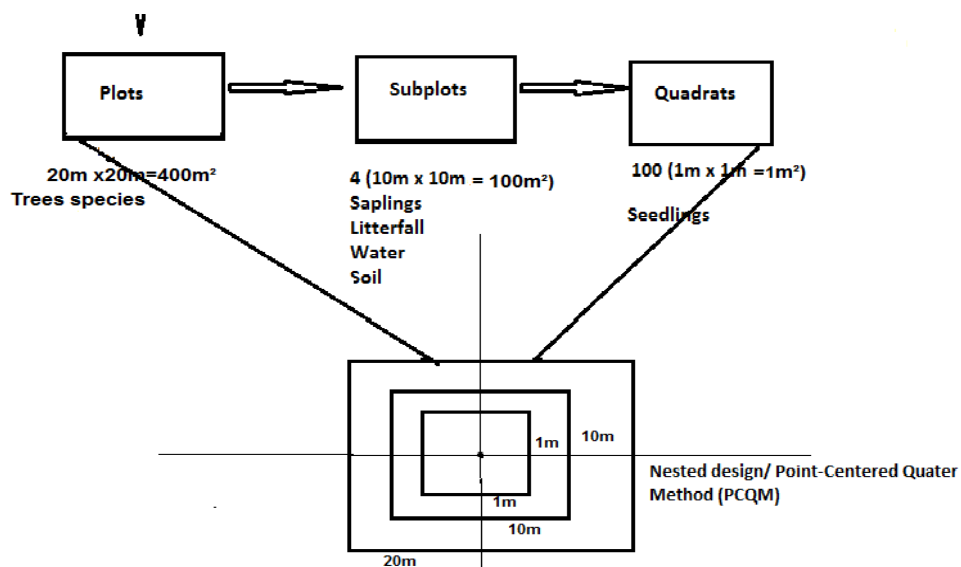 Plots
Subplots
Quadrats
20m x20m=400m²
Trees species
4 (10m x 10m = 100m²)
Saplings
Litterfall
Water
Soil
100 (1m x 1m =1m²)
Seedlings
1m
10m
1m
10m
20m
Nested design/ Point-Centered Quater
Method (PCQM)